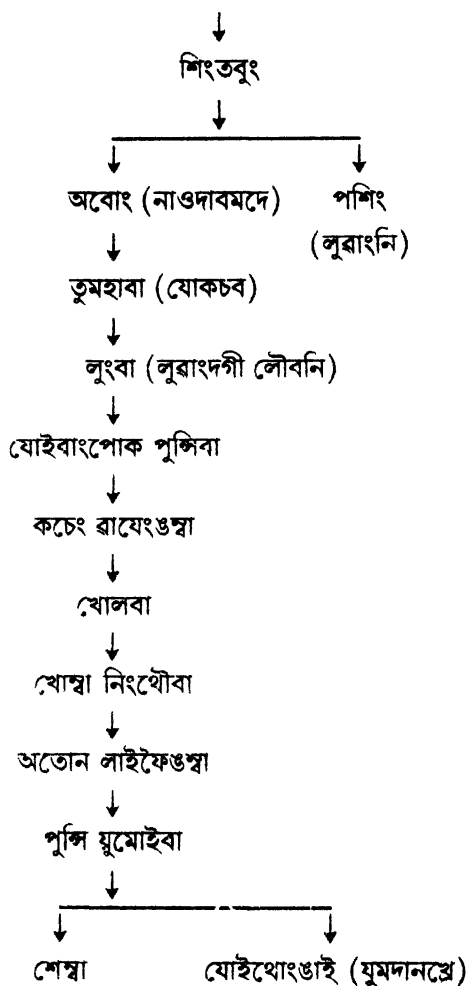 শিংতবুং
অবোং (নাওদাবমদে) পশিং
(লুৱাংনি)
তুমহাবা (যোকচব)
লুংবা (লুৱাংদগী লৌবনি)
যোইবাংপোক পুন্সিবা
কচেং ৱাযেংঙম্বা
খোলবা
খোম্বা নিংথৌবা
অতোন লাইফৈঙম্বা
পুন্সি য়ুমোইবা
শেম্বা যোইথোংঙাই (যুমদানখ্রে)